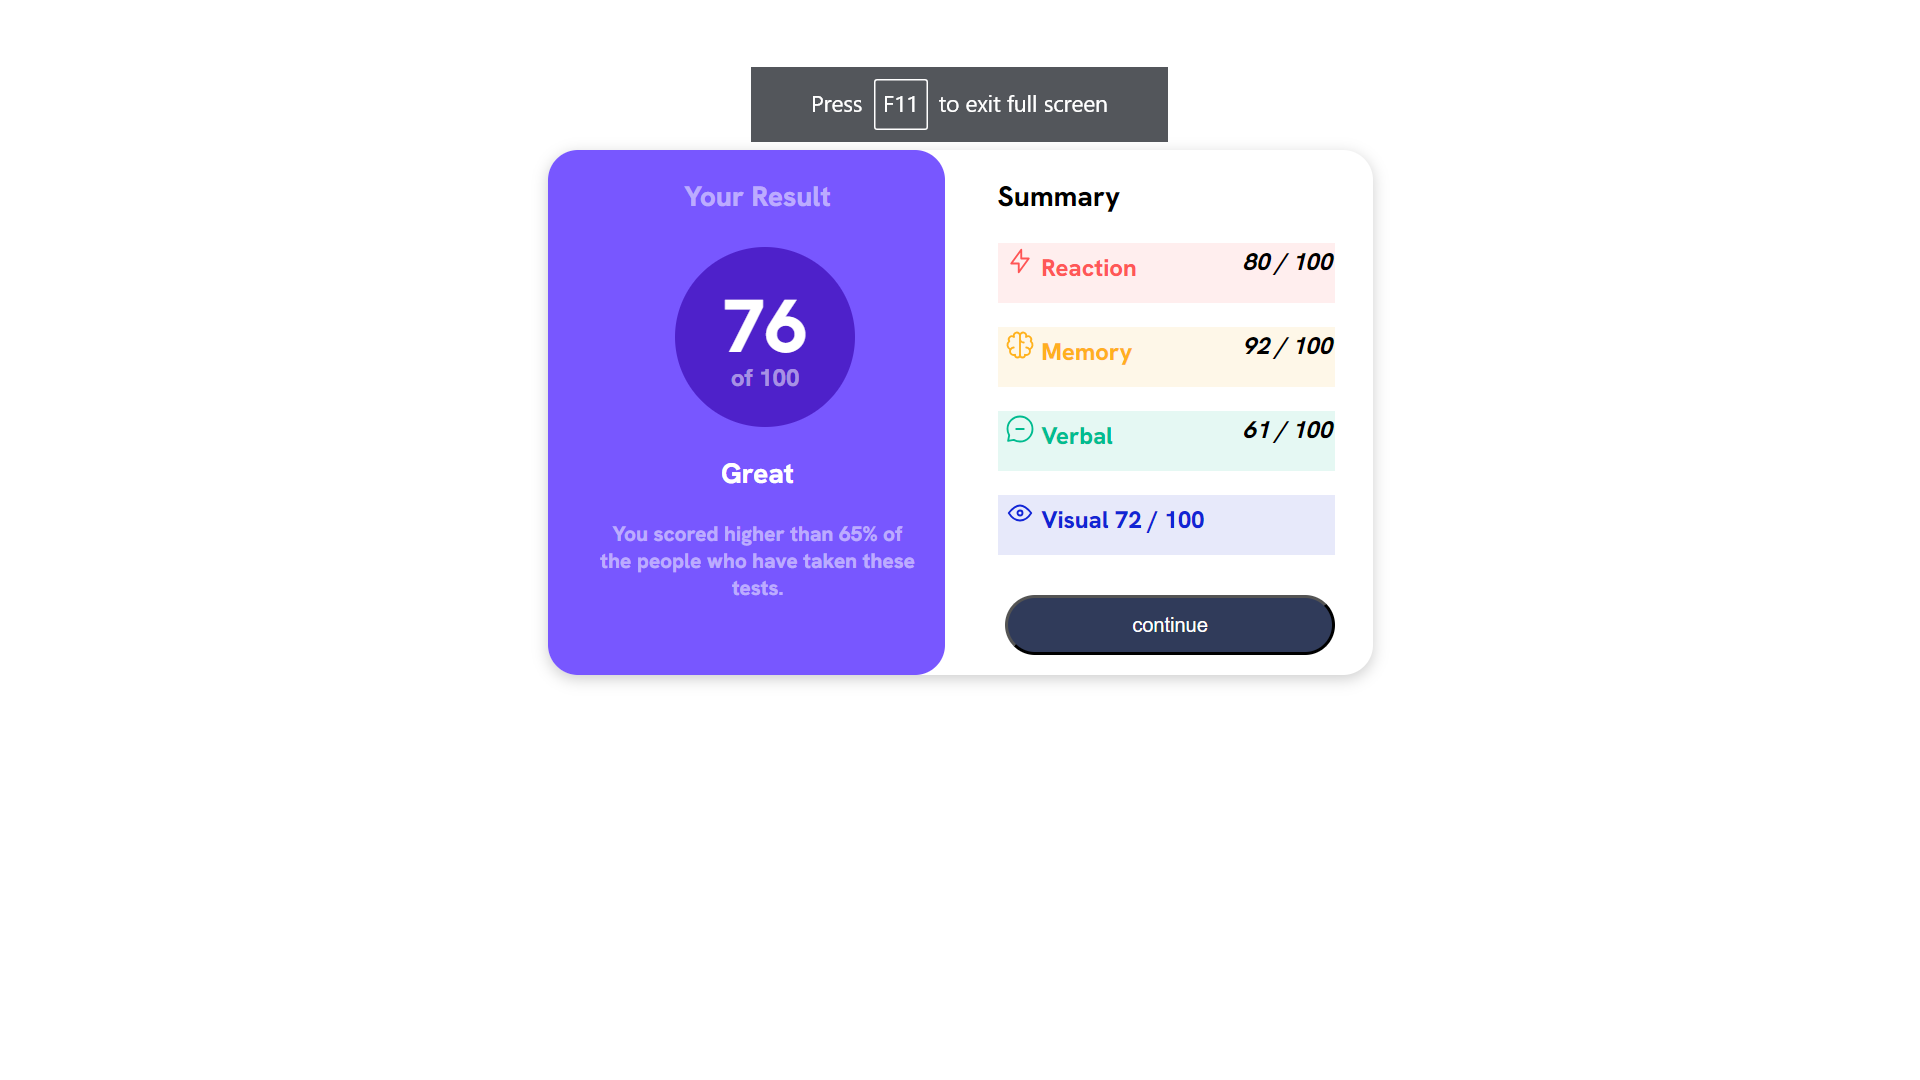 Press F11 to exit full screen
Your Result
76
of 100
Great
You scored higher than 65% of
the people who have taken these
tests.
Summary
Reaction 80 / 100
Memory 92 / 100
Verbal 61 / 100
Visual 72 / 100
continue